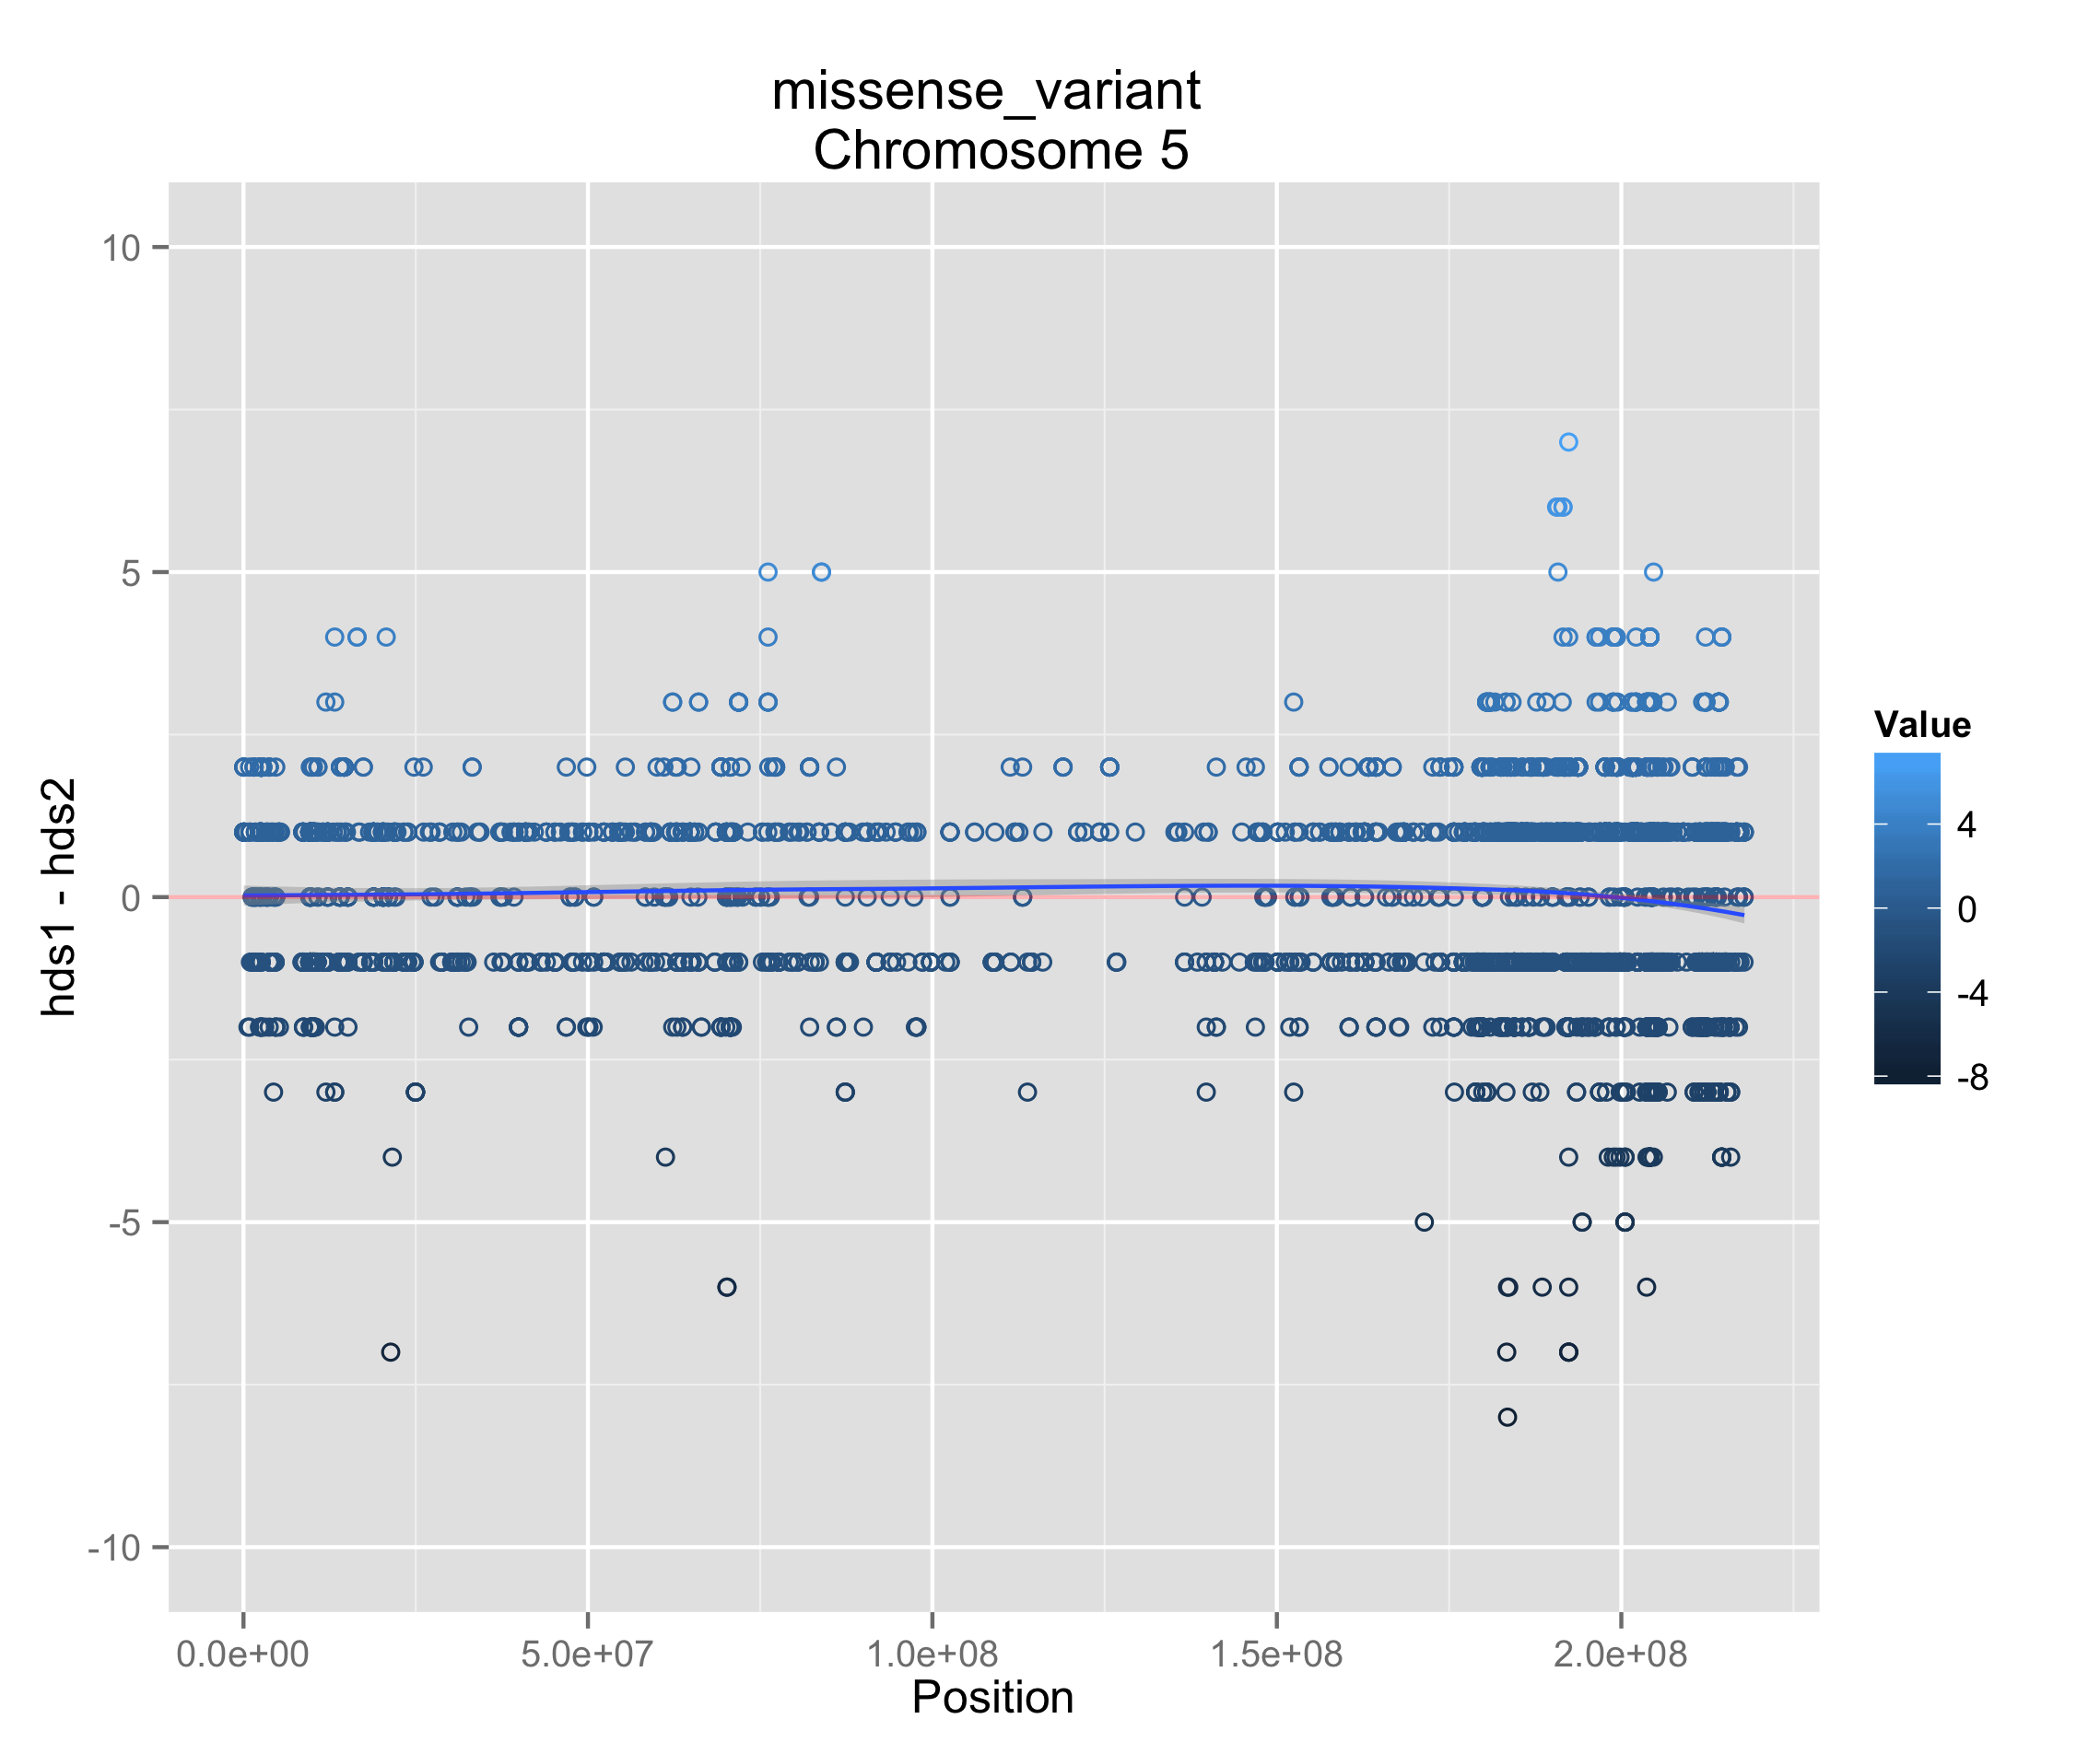 missense_variant
Chromosome 5
10
5
0
-5
-10
hds1 - hds2
0.0e+00
5.0e+07
1.0e+08
1.5e+08
2.0e+08
Position
Value
4
0
-4
-8